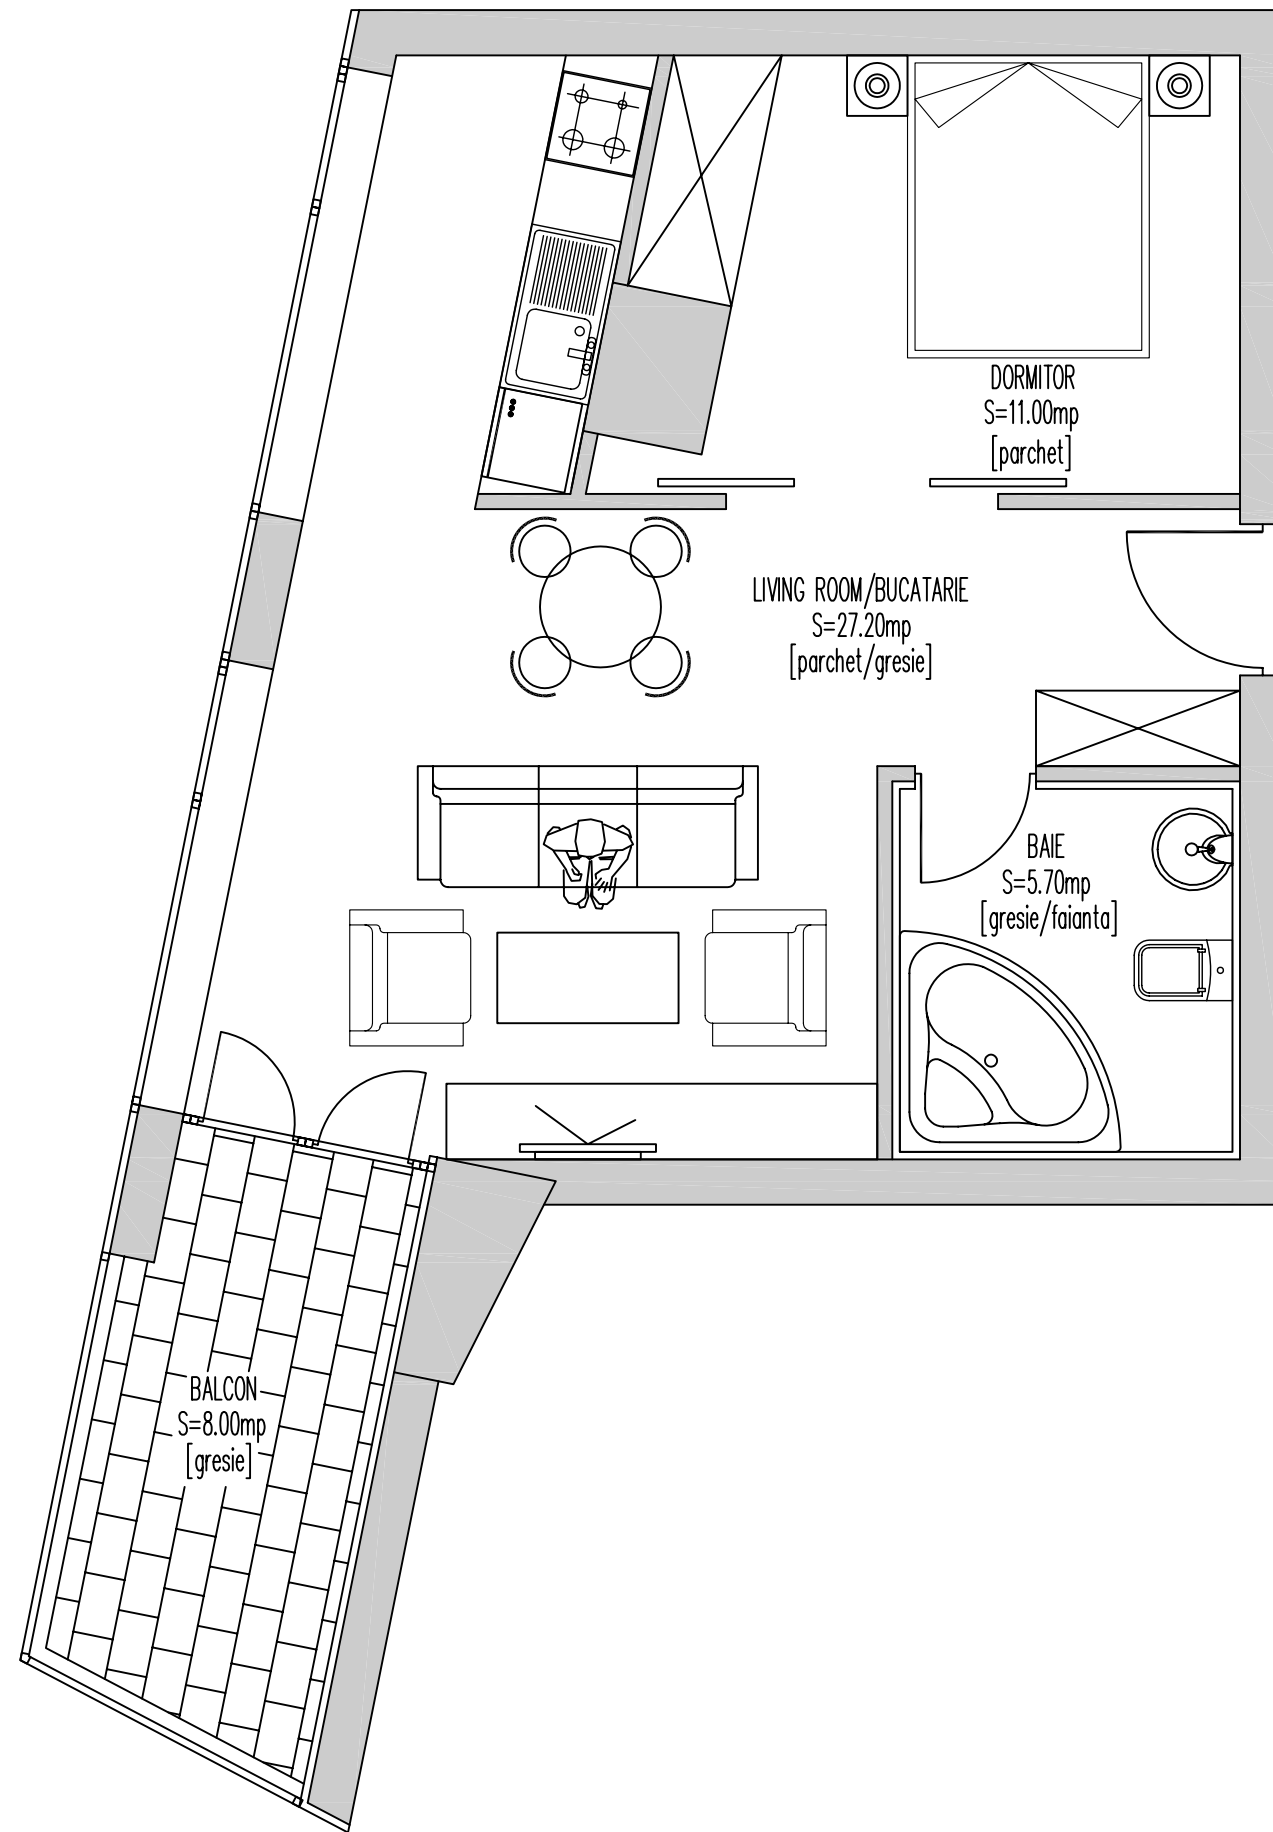 DORMITOR
S=11.00mp
[parchet]
LIVING ROOM/BUCATARIE
S=27.20mp
[parchet/gresie]
BAIE
S=5.70mp
[gresie/faianta]
BALCON
S=8.00mp
[gresie]